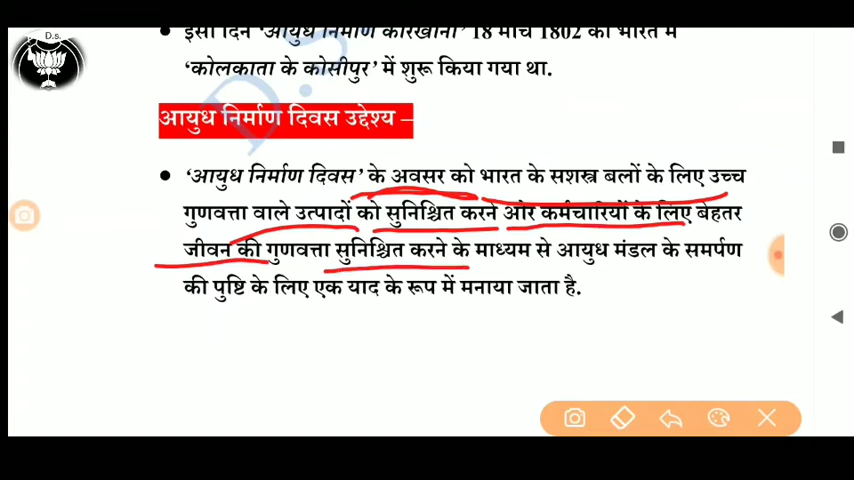 D.s.
इसी दिन 'आयुध निर्माण कारखाना' 18 मार्च 1802 को भारत में
'कोलकाता के कोसीपुर' में शुरू किया गया था.
आयुध निर्माण दिवस उद्देश्य –
'आयुध निर्माण दिवस' के अवसर को भारत के सशस्त्र बलों के लिए उच्च
गुणवत्ता वाले उत्पादों को सुनिश्चित करने और कर्मचारियों के लिए बेहतर
जीवन की गुणवत्ता सुनिश्चित करने के माध्यम से आयुध मंडल के समर्पण
की पुष्टि के लिए एक याद के रूप में मनाया जाता है.